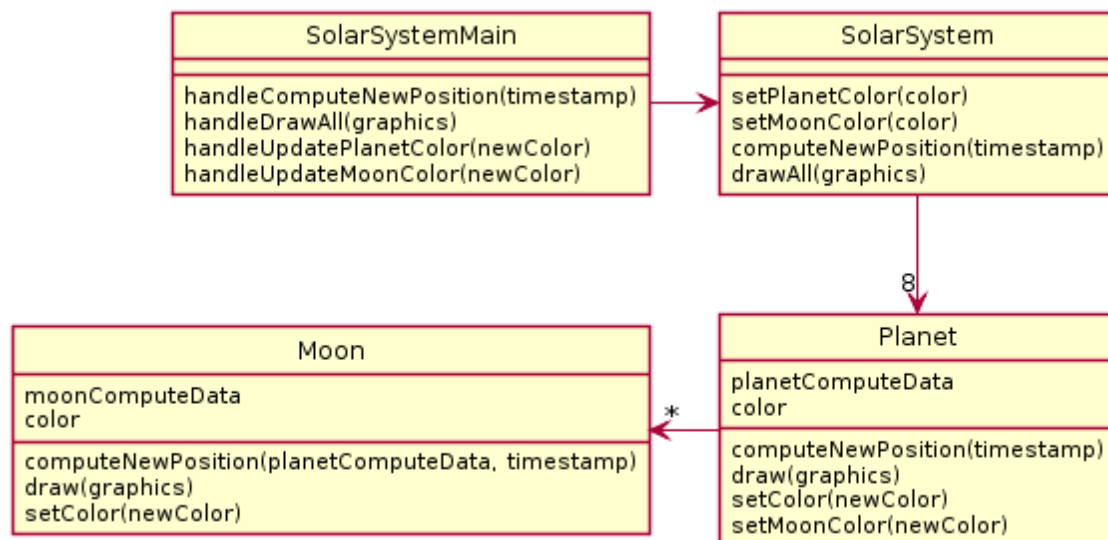 SolarSystemMain
handleComputeNewPosition(timestamp)
handleDrawAll(graphics)
handleUpdatePlanetColor(newColor)
handleUpdateMoonColor(newColor)
SolarSystem
setPlanetColor(color)
setMoonColor(color)
computeNewPosition(timestamp)
drawAll(graphics)
8
Moon
moonComputeData
color
computeNewPosition(planetComputeData, timestamp)
draw(graphics)
setColor(newColor)
*
Planet
planetComputeData
color
computeNewPosition(timestamp)
draw(graphics)
setColor(newColor)
setMoonColor(newColor)